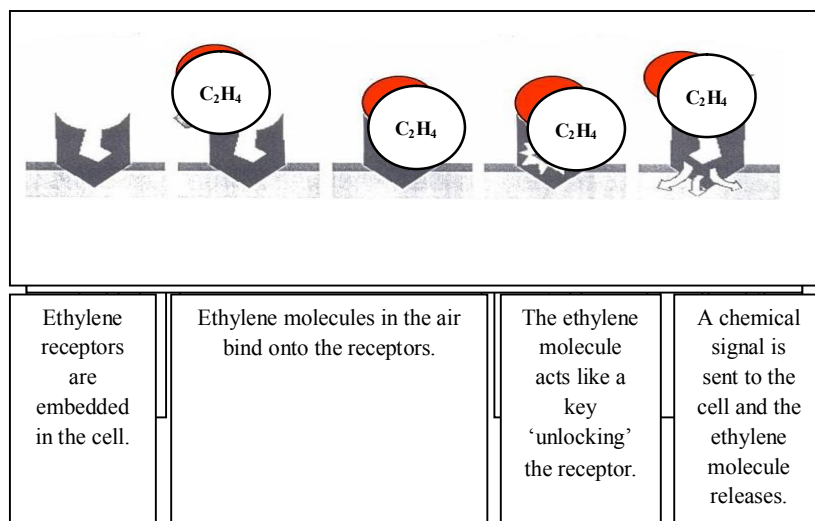 C₂H₄
C₂H₄
C₂H₄
C₂H₄
Ethylene
receptors
are
embedded
in the cell.
Ethylene molecules in the air
bind onto the receptors.
The ethylene
molecule
acts like a
key
‘unlocking’
the receptor.
A chemical
signal is
sent to the
cell and the
ethylene
molecule
releases.